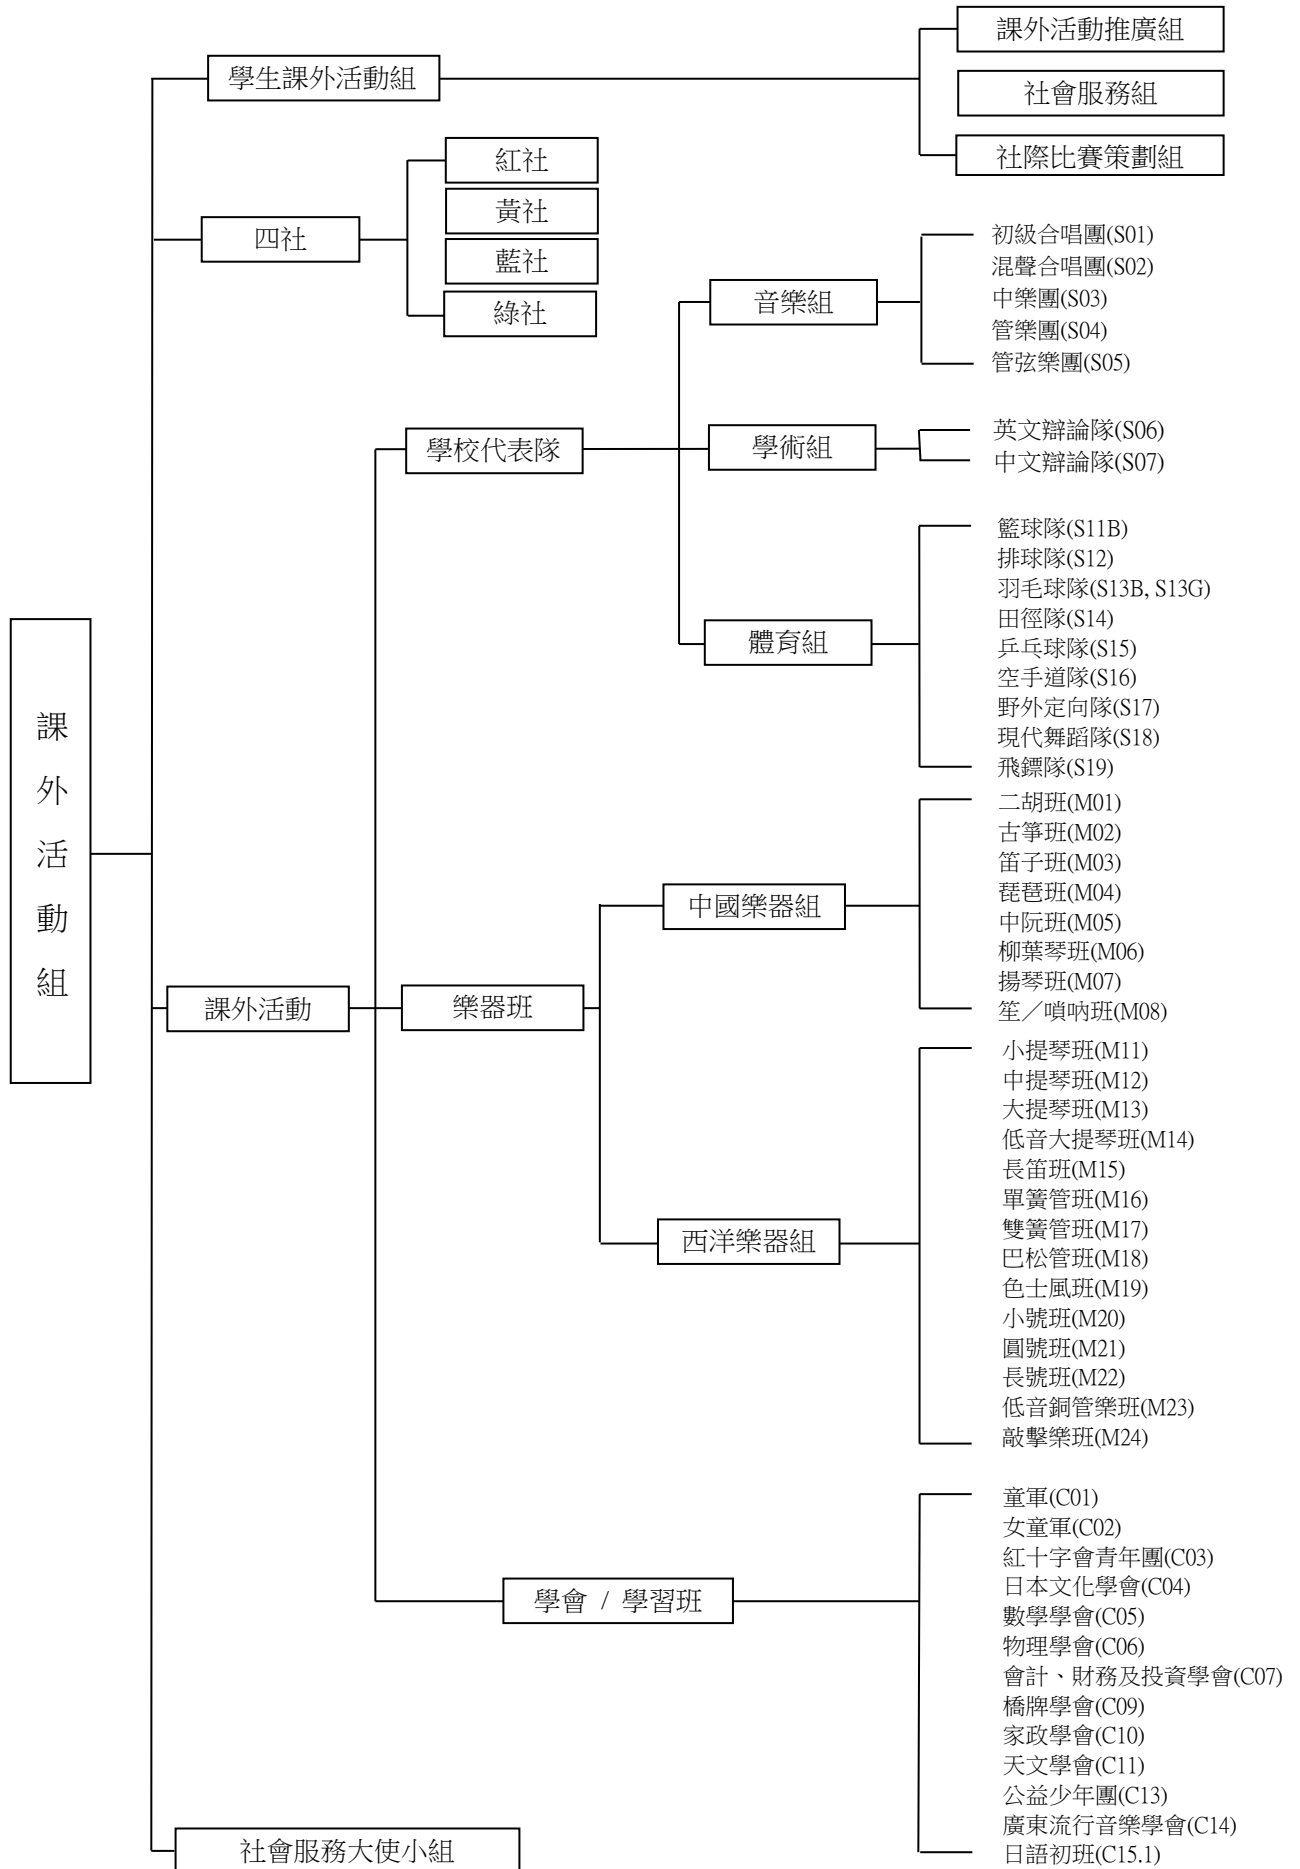 課外活動組
學生課外活動組
課外活動推廣組
社會服務組
社際比賽策劃組
四社
紅社
黃社
藍社
綠社
課外活動
學校代表隊
音樂組
初級合唱團(S01)
混聲合唱團(S02)
中樂團(S03)
管樂團(S04)
管弦樂團(S05)
學術組
英文辯論隊(S06)
中文辯論隊(S07)
體育組
籃球隊(S11B)
排球隊(S12)
羽毛球隊(S13B, S13G)
田徑隊(S14)
乒乓球隊(S15)
空手道隊(S16)
野外定向隊(S17)
現代舞蹈隊(S18)
飛鏢隊(S19)
樂器班
中國樂器組
二胡班(M01)
古箏班(M02)
笛子班(M03)
琵琶班(M04)
中阮班(M05)
柳葉琴班(M06)
揚琴班(M07)
笙／嗩吶班(M08)
西洋樂器組
小提琴班(M11)
中提琴班(M12)
大提琴班(M13)
低音大提琴班(M14)
長笛班(M15)
單簧管班(M16)
雙簧管班(M17)
巴松管班(M18)
色士風班(M19)
小號班(M20)
圓號班(M21)
長號班(M22)
低音銅管樂班(M23)
敲擊樂班(M24)
學會 / 學習班
童軍(C01)
女童軍(C02)
紅十字會青年團(C03)
日本文化學會(C04)
數學學會(C05)
物理學會(C06)
會計、財務及投資學會(C07)
橋牌學會(C09)
家政學會(C10)
天文學會(C11)
公益少年團(C13)
廣東流行音樂學會(C14)
日語初班(C15.1)
社會服務大使小組